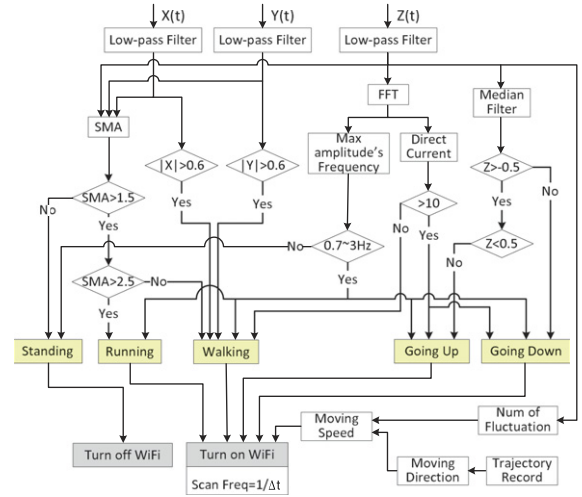 X(t) Y(t) Z(t)
Low-pass Filter Low-pass Filter Low-pass Filter
FFT
Median
Filter
SMA
Max
amplitude's
Frequency
Direct
Current
|X|>0.6 |Y|>0.6 Z>-0.5
SMA>1.5 >10
No Yes Yes No Yes No
Yes Yes
No 0.7~3Hz Z<0.5
No
SMA>2.5 No Yes
Yes
Standing Running Walking Going Up Going Down
Moving
Speed
Num of
Fluctuation
Turn off WiFi Turn on WiFi
Scan Freq=1/Δt
Moving
Direction
Trajectory
Record